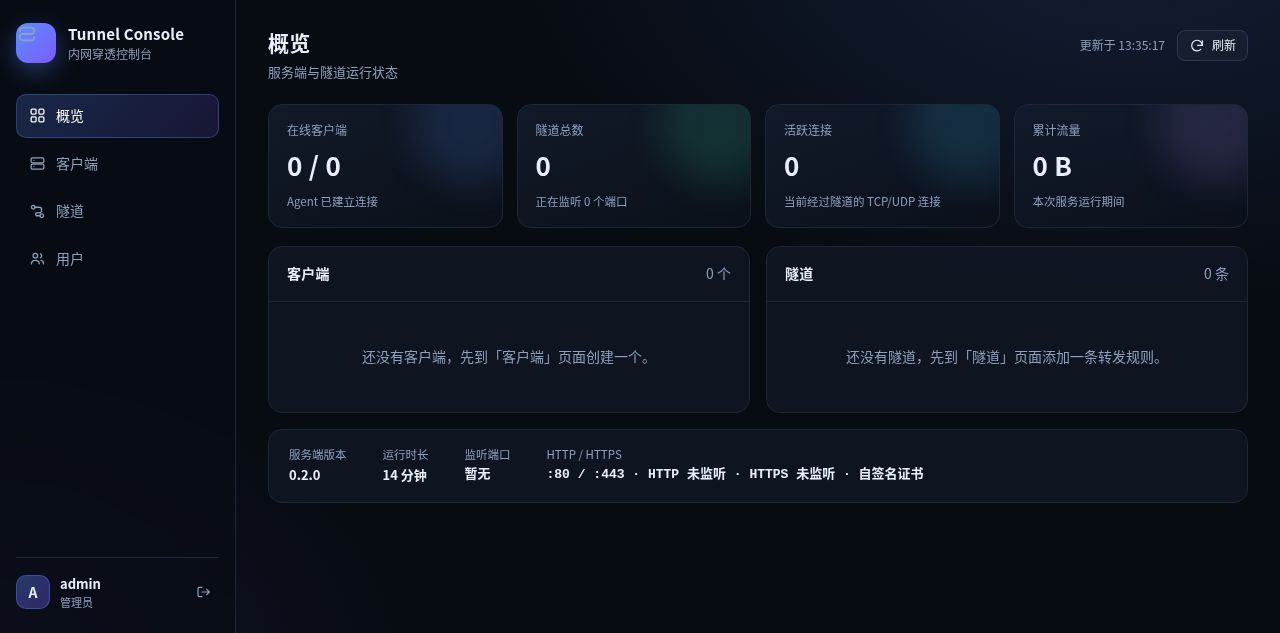 Tunnel Console
内网穿透控制台
概览
客户端
隧道
用户
A
admin
管理员
概览
服务端与隧道运行状态
更新于 13:35:17
刷新
在线客户端
0 / 0
Agent 已建立连接
隧道总数
0
正在监听 0 个端口
活跃连接
0
当前经过隧道的 TCP/UDP 连接
累计流量
0 B
本次服务运行期间
客户端
0 个
还没有客户端，先到「客户端」页面创建一个。
隧道
0 条
还没有隧道，先到「隧道」页面添加一条转发规则。
服务端版本
0.2.0
运行时长
14 分钟
监听端口
暂无
HTTP / HTTPS
:80 / :443 · HTTP 未监听 · HTTPS 未监听 · 自签名证书